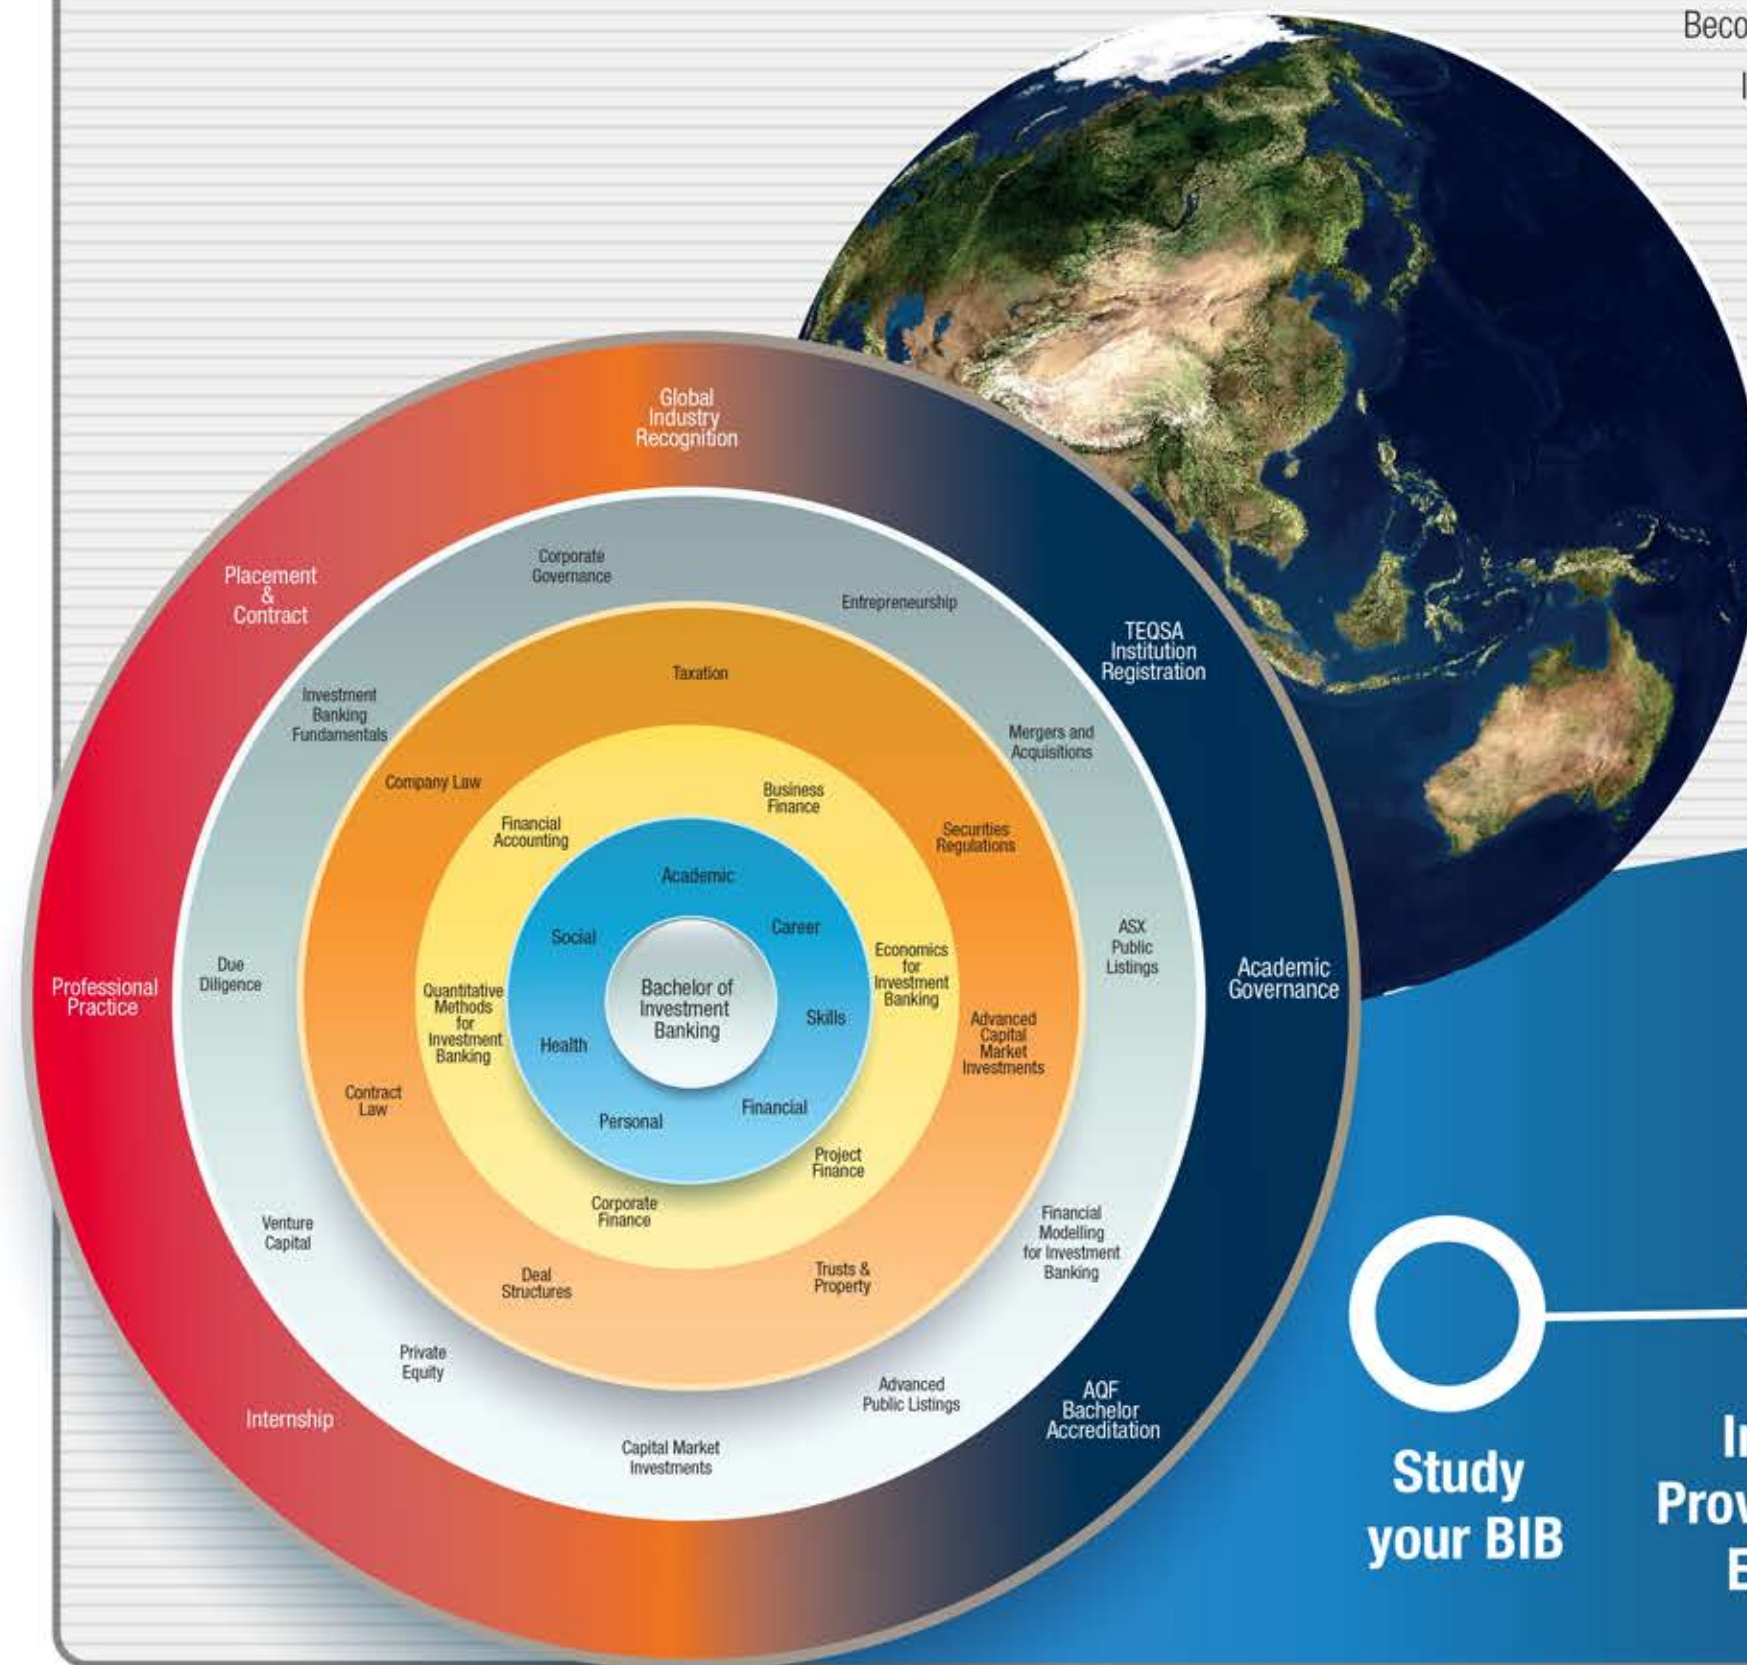 Beco
Global
Industry
Recognition
Placement
&
Contract
TEQSA
Institution
Registration
Professional
Practice
Academic
Governance
Internship
AQF
Bachelor
Accreditation
Corporate
Governance
Entrepreneurship
Investment
Banking
Fundamentals
Mergers and
Acquisitions
Due
Diligence
ASX
Public
Listings
Venture
Capital
Financial
Modelling
for Investment
Banking
Private
Equity
Advanced
Public Listings
Capital Market
Investments
Taxation
Company Law
Securities
Regulations
Contract
Law
Advanced
Capital
Market
Investments
Deal
Structures
Trusts &
Property
Business
Finance
Financial
Accounting
Quantitative
Methods
for
Investment
Banking
Economics
for
Investment
Banking
Project
Finance
Corporate
Finance
Academic
Social
Career
Health
Skills
Personal
Financial
Bachelor of
Investment
Banking
Study
your BIB
Prov
E